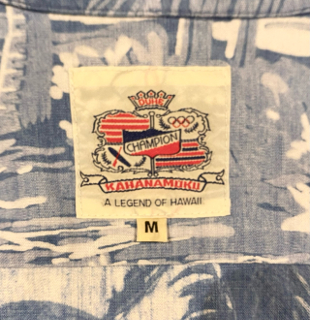 DUKE
CHAMPION
KAHANAMOKU
A LEGEND OF HAWAII
M